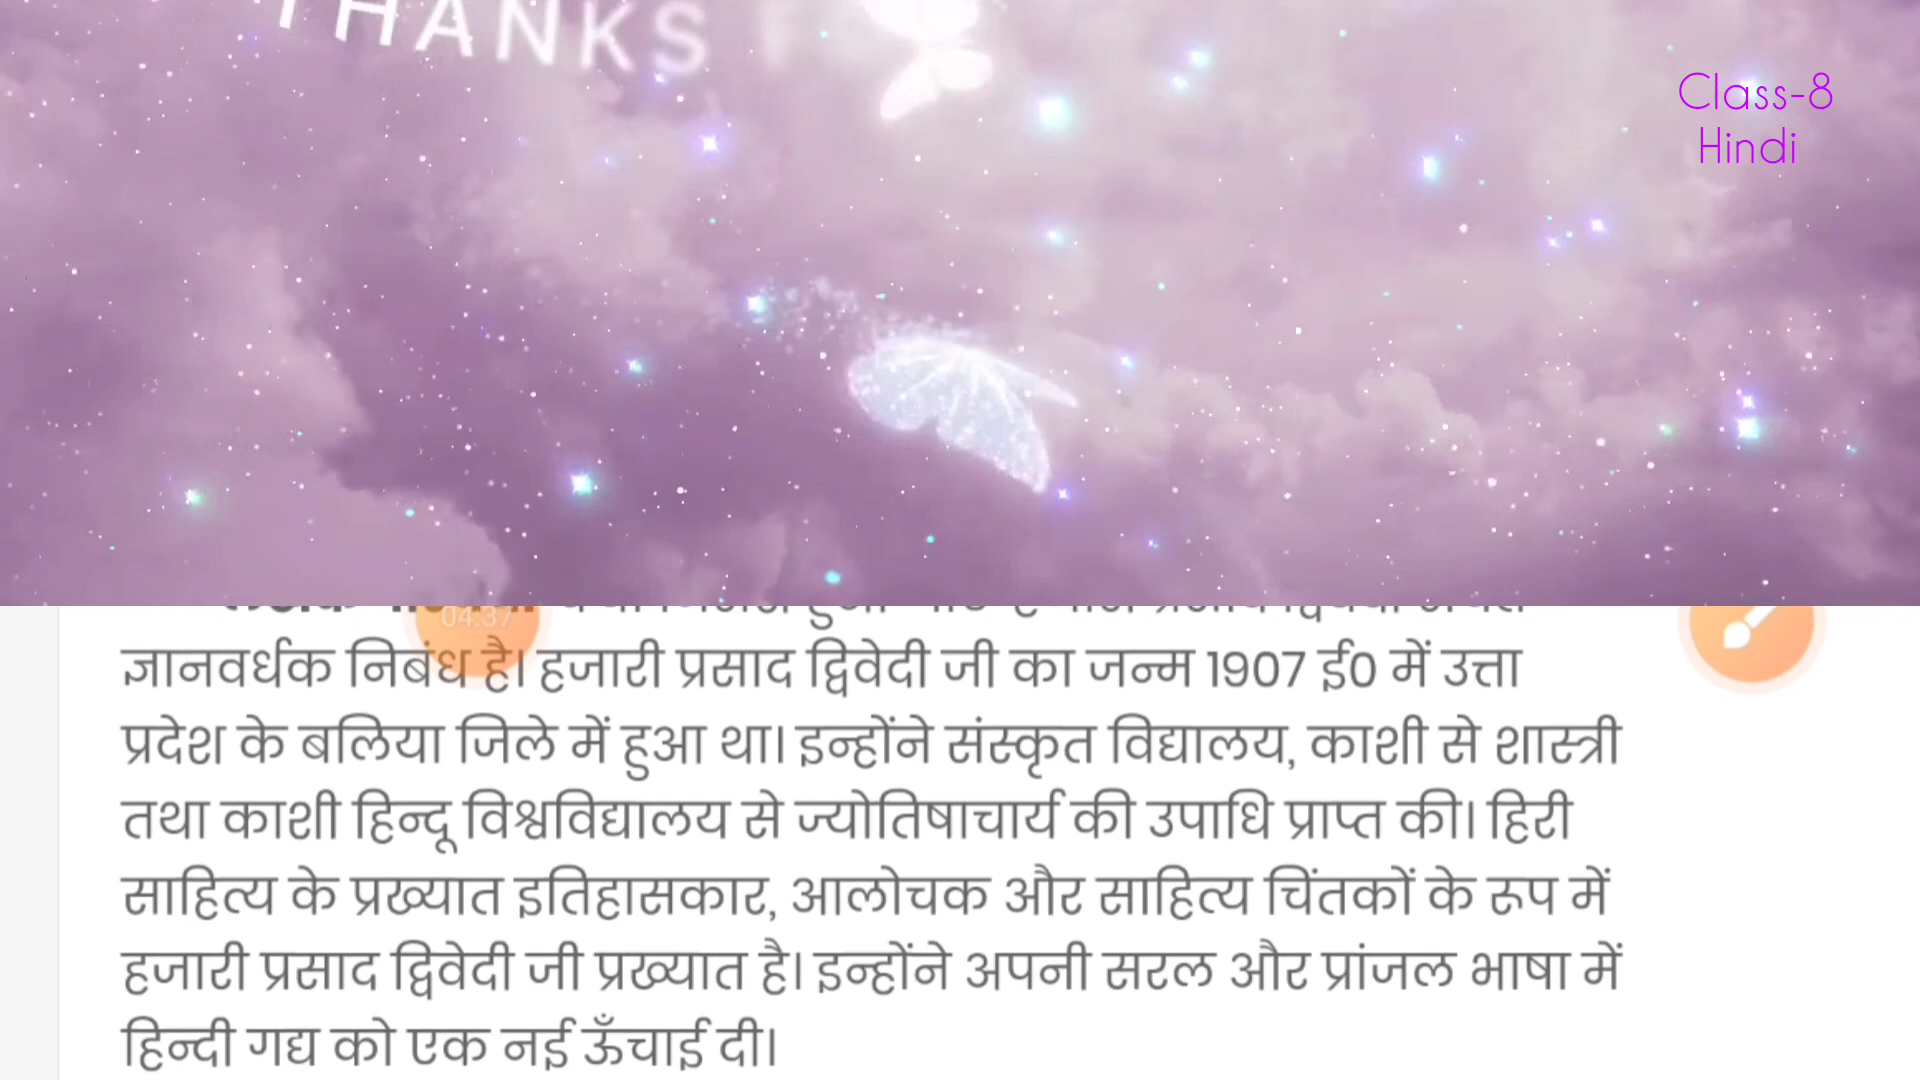 THANKS
Class-8
Hindi
04:37
ज्ञानवर्धक निबंध है। हजारी प्रसाद द्विवेदी जी का जन्म 1907 ई0 में उत्ता
प्रदेश के बलिया जिले में हुआ था। इन्होंने संस्कृत विद्यालय, काशी से शास्त्री
तथा काशी हिन्दू विश्वविद्यालय से ज्योतिषाचार्य की उपाधि प्राप्त की। हिरी
साहित्य के प्रख्यात इतिहासकार, आलोचक और साहित्य चिंतकों के रूप में
हजारी प्रसाद द्विवेदी जी प्रख्यात है। इन्होंने अपनी सरल और प्रांजल भाषा में
हिन्दी गद्य को एक नई ऊँचाई दी।